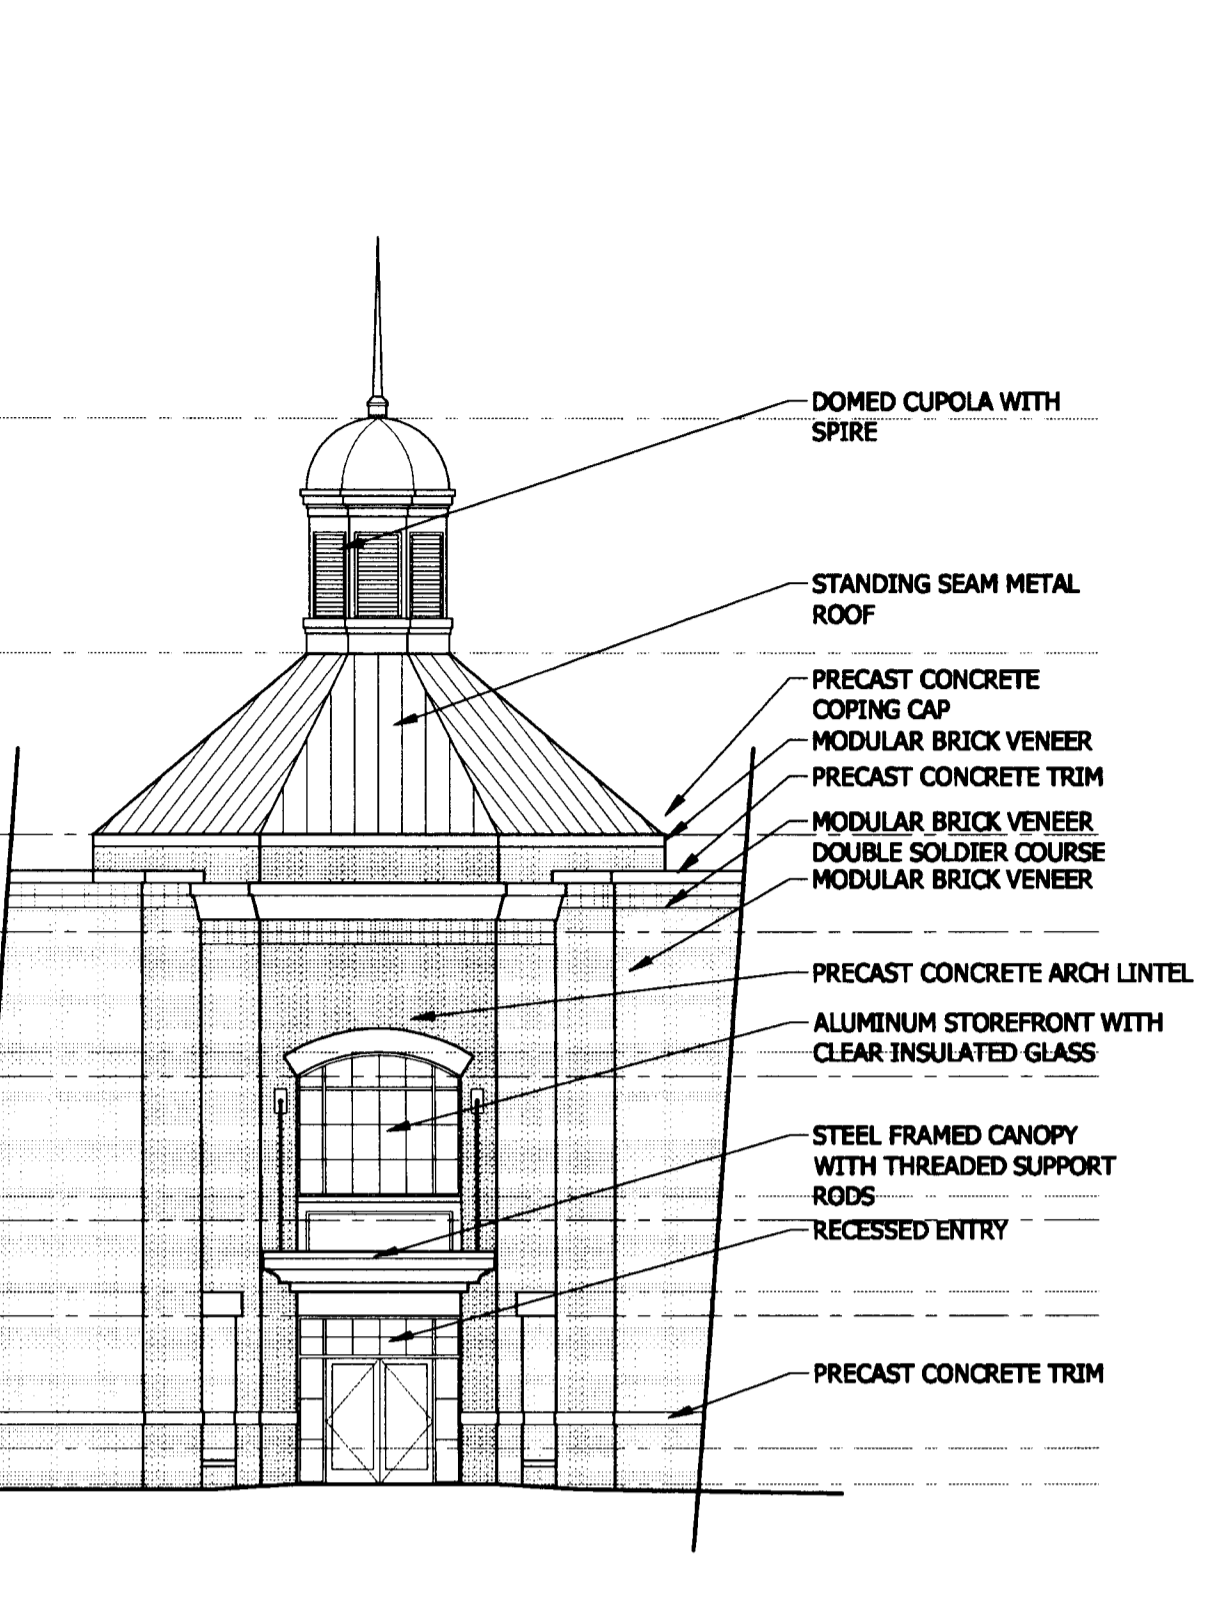 DOMED CUPOLA WITH
SPIRE
STANDING SEAM METAL
ROOF
PRECAST CONCRETE
COPING CAP
MODULAR BRICK VENEER
PRECAST CONCRETE TRIM
MODULAR BRICK VENEER
DOUBLE SOLDIER COURSE
MODULAR BRICK VENEER
PRECAST CONCRETE ARCH LINTEL
ALUMINUM STOREFRONT WITH
CLEAR INSULATED GLASS
STEEL FRAMED CANOPY
WITH THREADED SUPPORT
RODS
RECESSED ENTRY
PRECAST CONCRETE TRIM